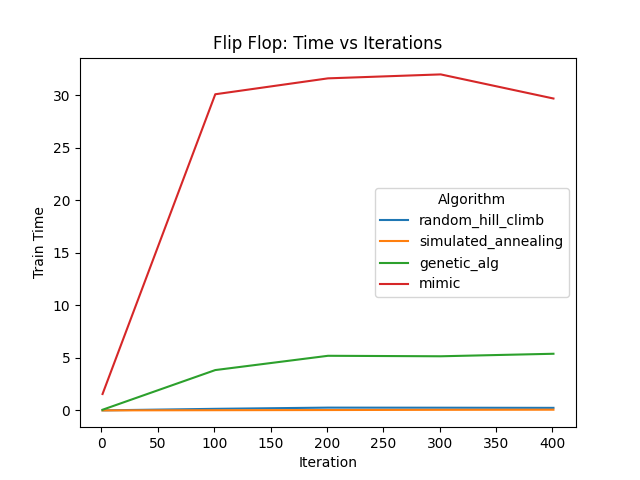 Flip Flop: Time vs Iterations
Train Time
30
25
20
15
10
5
0
Algorithm
random_hill_climb
simulated_annealing
genetic_alg
mimic
0 50 100 150 200 250 300 350 400
Iteration